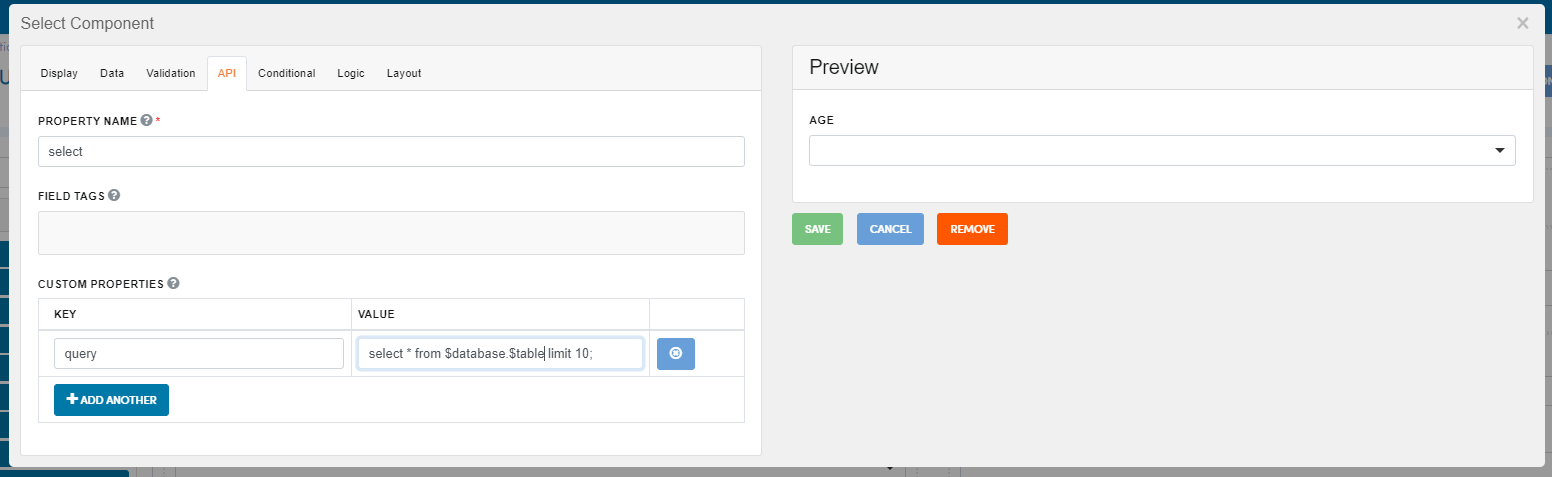 Select Component
×
Display Data Validation API Conditional Logic Layout
PROPERTY NAME ? *
select
FIELD TAGS ?
CUSTOM PROPERTIES ?
KEY VALUE
query select * from $database.$table limit 10;
+ ADD ANOTHER
Preview
AGE
SAVE CANCEL REMOVE